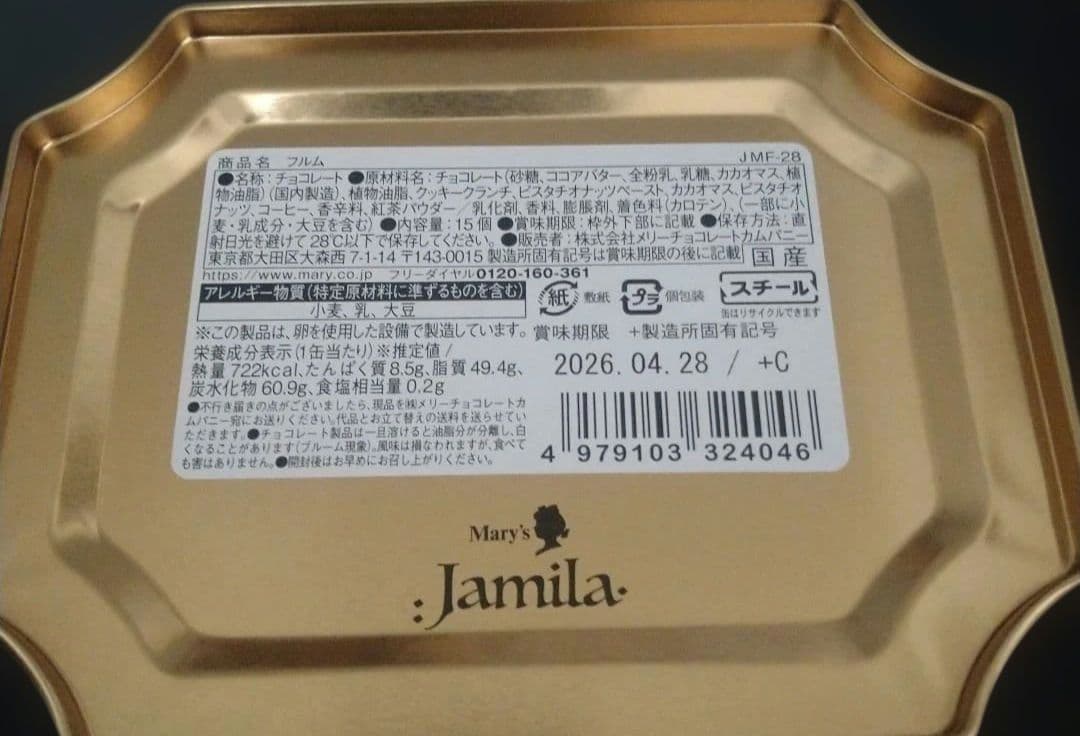 商品名 フルム JMF-28
●名称：チョコレート ●原材料名：チョコレート（砂糖、ココアバター、全粉乳、乳糖、カカオマス、植
物油脂）（国内製造）、植物油脂、クッキークランチ、ピスタチオナッツペースト、カカオマス、ピスタチオ
ナッツ、コーヒー、香辛料、紅茶パウダー／乳化剤、香料、膨脹剤、着色料（カロテン）、（一部に小
麦・乳成分・大豆を含む）●内容量：15個 ●賞味期限：枠外下部に記載 ●保存方法：直
射日光を避けて28℃以下で保存してください。●販売者：株式会社メリーチョコレートカムパニー
東京都大田区大森西7-1-14 〒143-0015 製造所固有記号は賞味期限の後に記載
国産
https://www.mary.co.jp フリーダイヤル0120-160-361
アレルギー物質（特定原材料に準ずるものを含む）
小麦、乳、大豆
紙 敷紙
プラ 個包装
スチール
缶はリサイクルできます
※この製品は、卵を使用した設備で製造しています。
賞味期限 +製造所固有記号
2026.04.28 / +C
栄養成分表示（1缶当たり）※推定値／
熱量 722kcal、たんぱく質 8.5g、脂質 49.4g、
炭水化物 60.9g、食塩相当量 0.2g
●不行き届きの点がございましたら、現品を㈱メリーチョコレートカ
ムパニー宛にお送りください。代品とお立て替えの送料を送らせてい
ただきます。●チョコレート製品は一旦溶けると油脂分が分離し、白
くなることがあります（ブルーム現象）。風味は損なわれますが、食べて
も害はありません。●開封後はお早めにお召し上がりください。
4 979103 324046
Mary's
Jamila